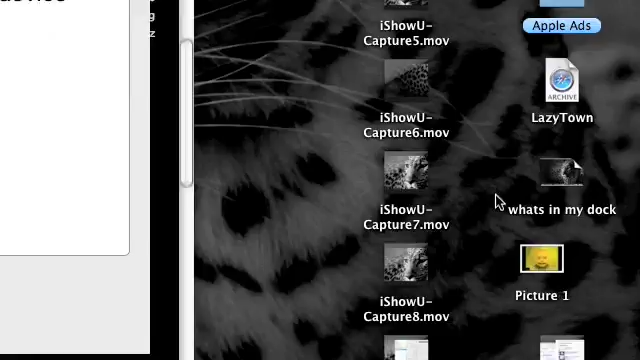 g
z
iShowU-
Capture5.mov
Apple Ads
iShowU-
Capture6.mov
ARCHIVE
LazyTown
iShowU-
Capture7.mov
whats in my dock
iShowU-
Capture8.mov
Picture 1